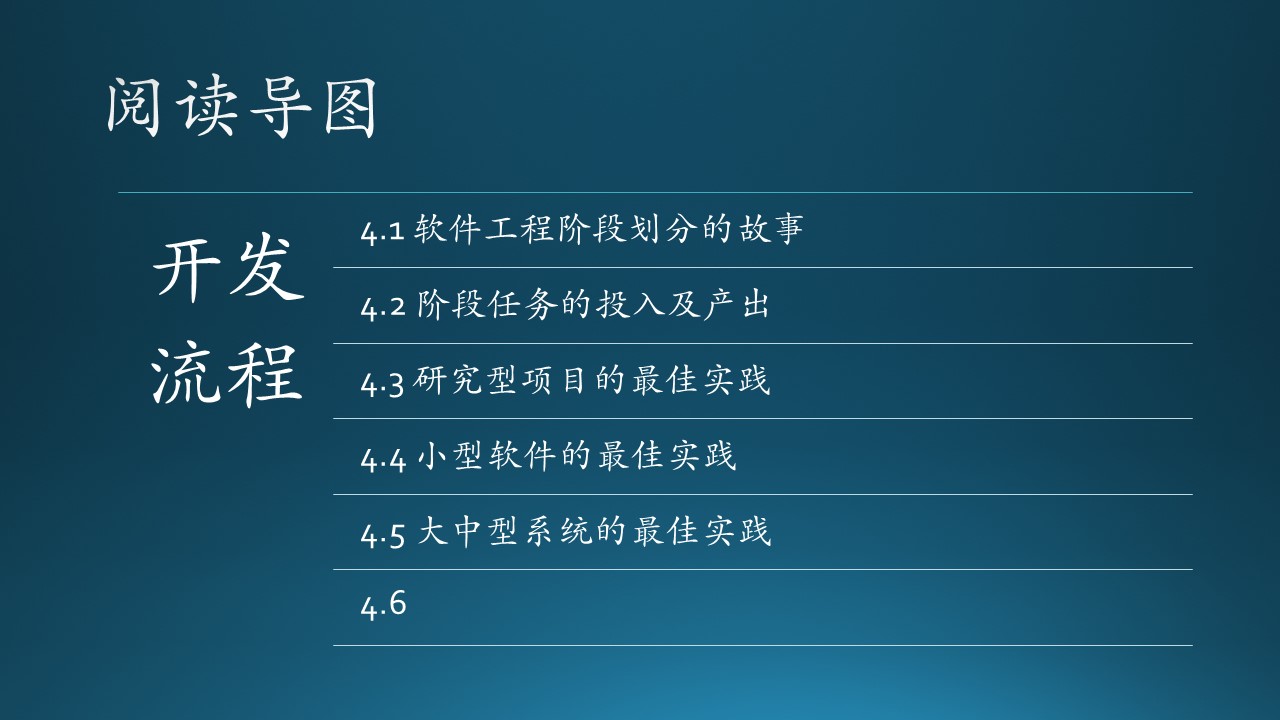 阅读导图
开发
流程
4.1 软件工程阶段划分的故事
4.2 阶段任务的投入及产出
4.3 研究型项目的最佳实践
4.4 小型软件的最佳实践
4.5 大中型系统的最佳实践
4.6